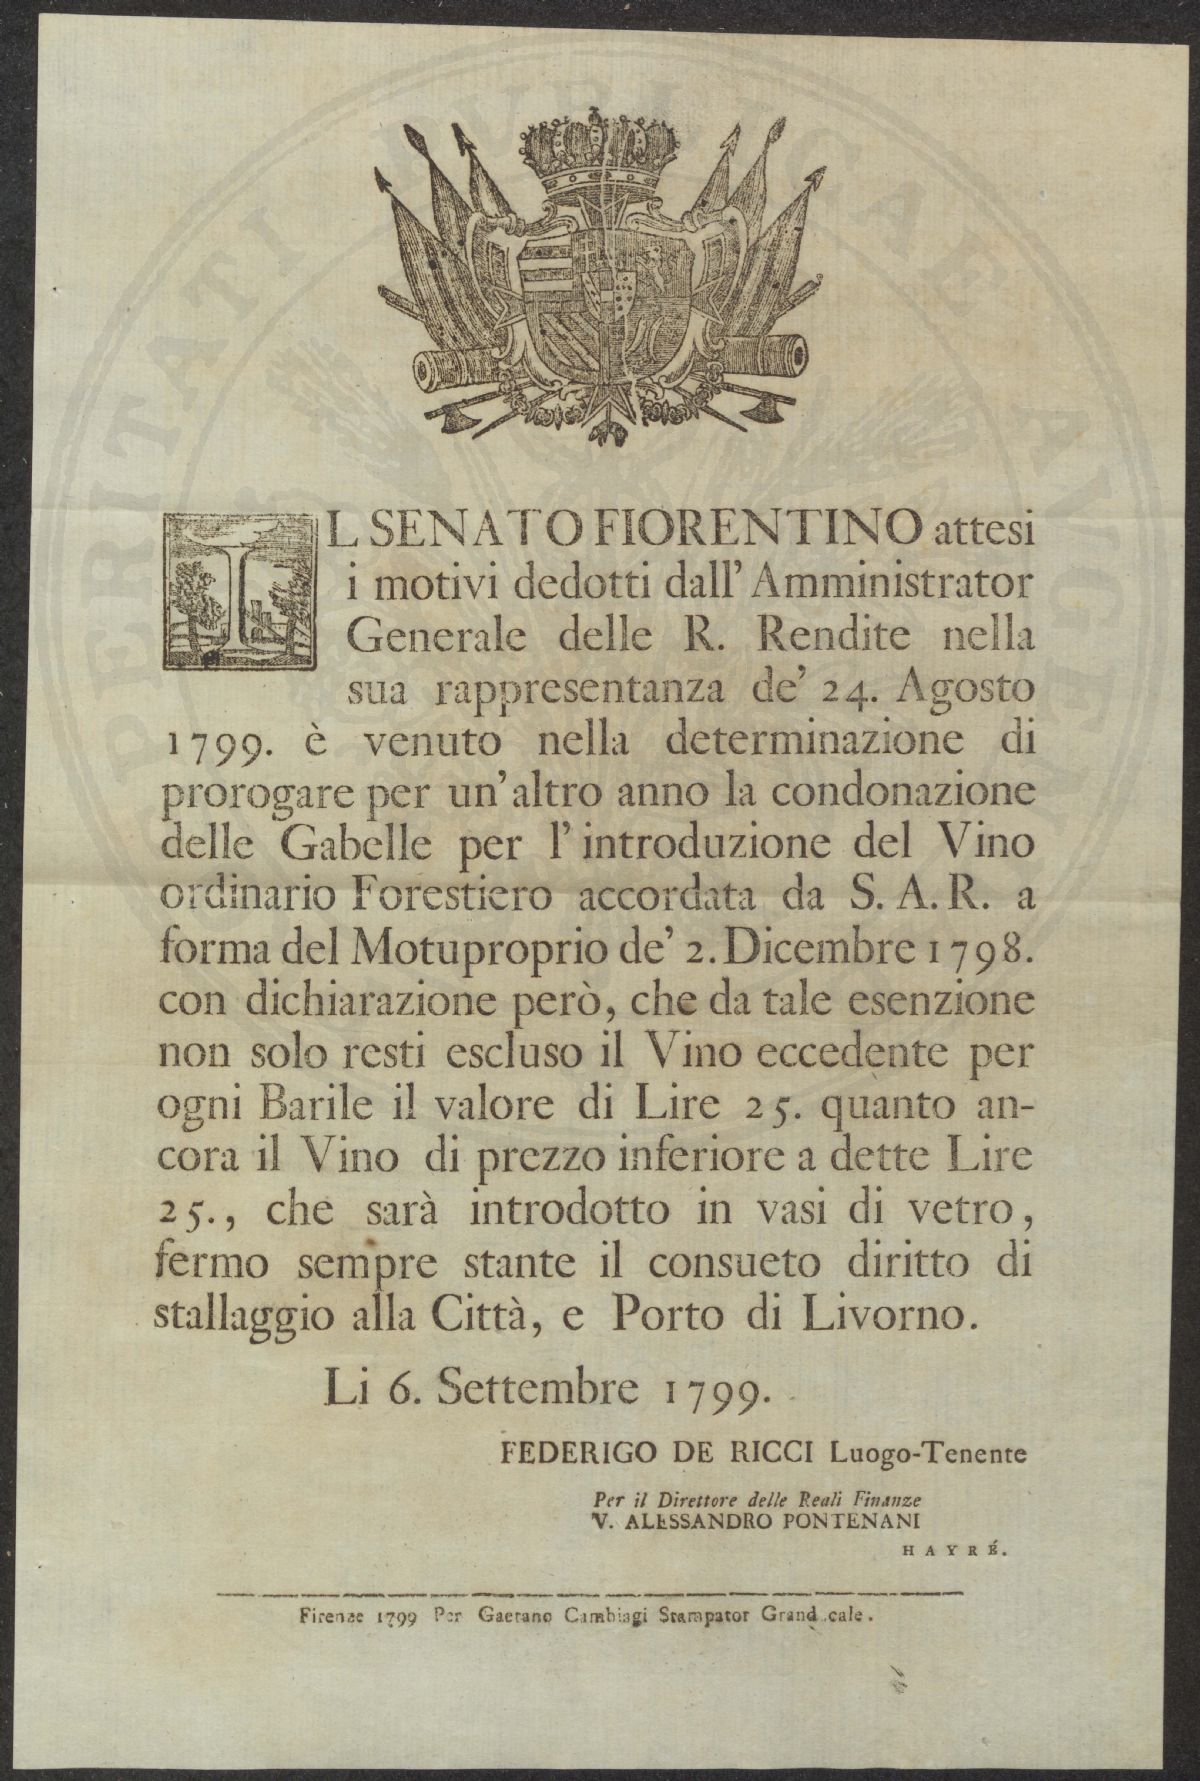 IL SENATO FIORENTINO attesi
i motivi dedotti dall' Amministrator
Generale delle R. Rendite nella
sua rappresentanza de' 24. Agosto
1799. è venuto nella determinazione di
prorogare per un' altro anno la condonazione
delle Gabelle per l' introduzione del Vino
ordinario Forestiero accordata da S. A. R. a
forma del Motuproprio de' 2. Dicembre 1798.
con dichiarazione però, che da tale esenzione
non solo resti escluso il Vino eccedente per
ogni Barile il valore di Lire 25. quanto an-
cora il Vino di prezzo inferiore a dette Lire
25., che sarà introdotto in vasi di vetro,
fermo sempre stante il consueto diritto di
stallaggio alla Città, e Porto di Livorno.
Li 6. Settembre 1799.
FEDERIGO DE RICCI Luogo-Tenente
Per il Direttore delle Reali Finanze
V. ALESSANDRO PONTENANI
HAYRÉ.
Firenze 1799 Per Gaetano Cambiagi Stampator Granducale.